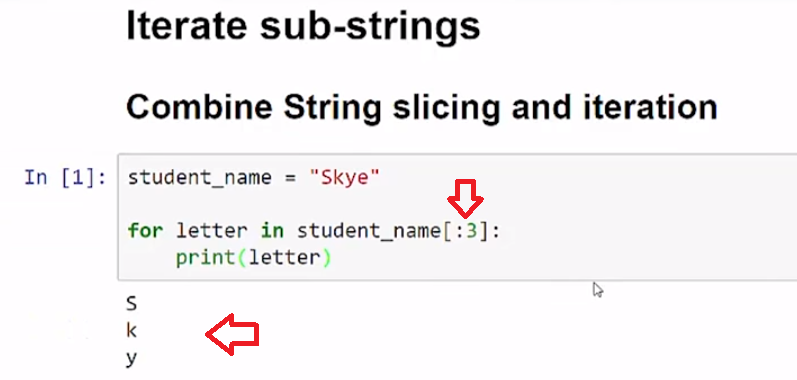 Iterate sub-strings
Combine String slicing and iteration
In [1]: student_name = "Skye"
for letter in student_name[:3]:
    print(letter)
S
k
y